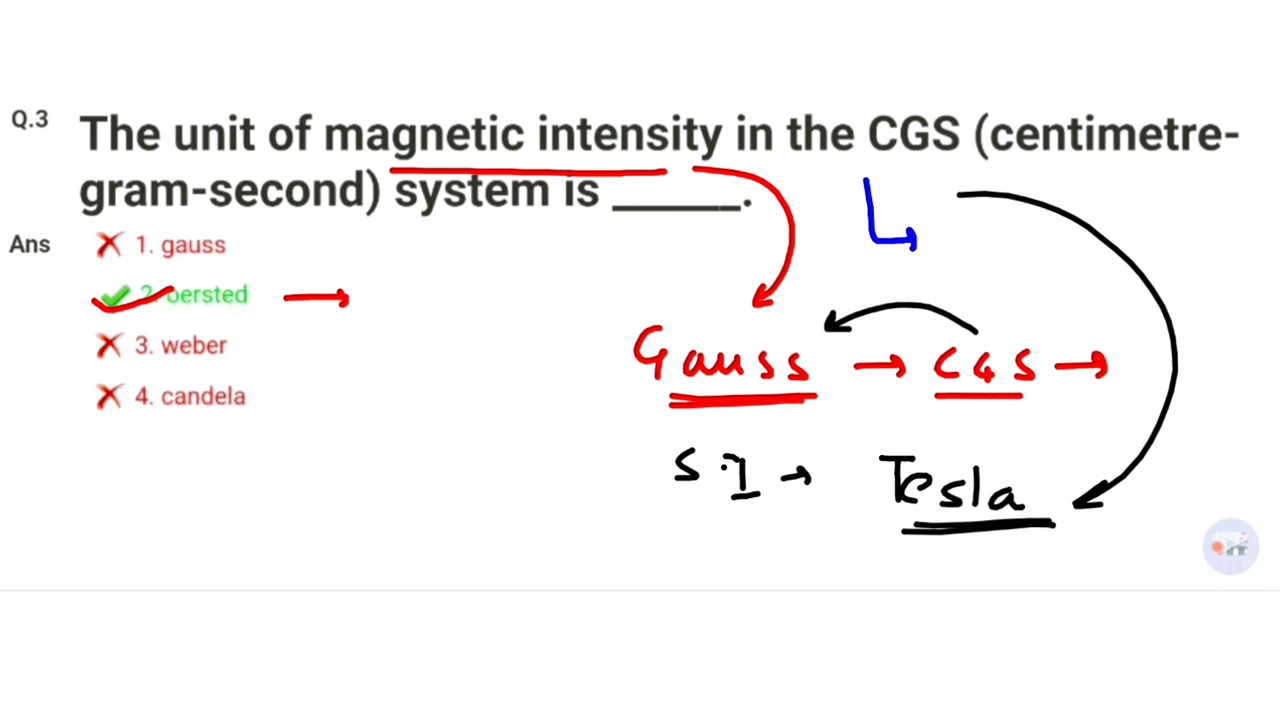 Q.3 The unit of magnetic intensity in the CGS (centimetre-
gram-second) system is ______.
Ans 1. gauss
2. oersted
3. weber
4. candela
Gauss → CGS →
S.I → Tesla